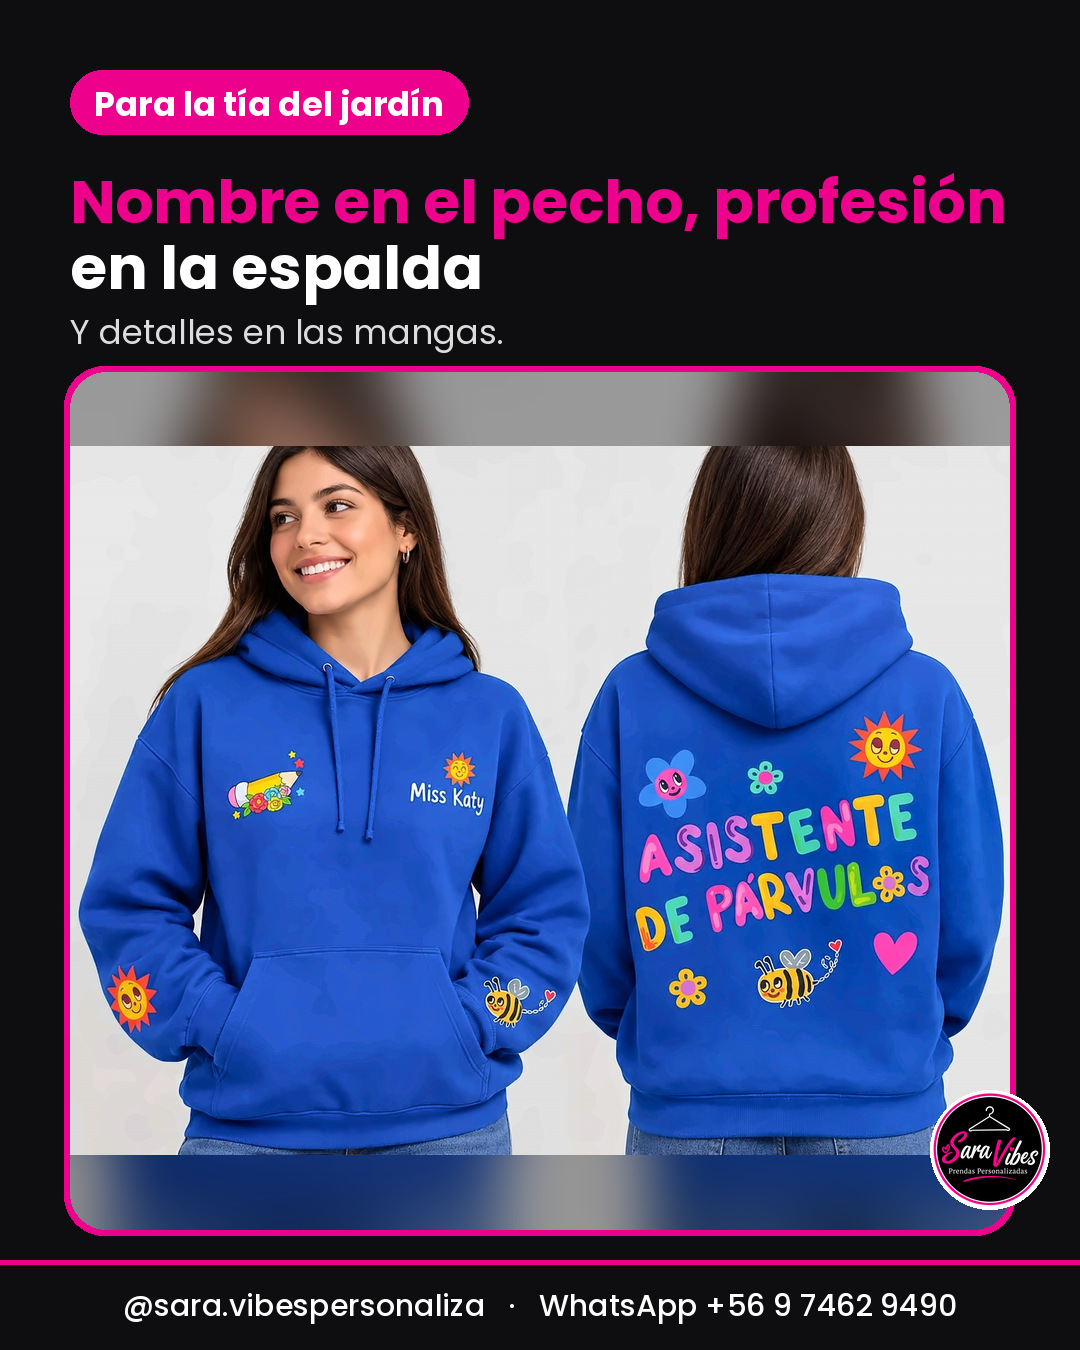 Para la tía del jardín
Nombre en el pecho, profesión
en la espalda
Y detalles en las mangas.
Miss Katy
ASISTENTE
DE PÁRVULOS
Sara Vibes
Prendas Personalizadas
@sara.vibespersonaliza · WhatsApp +56 9 7462 9490